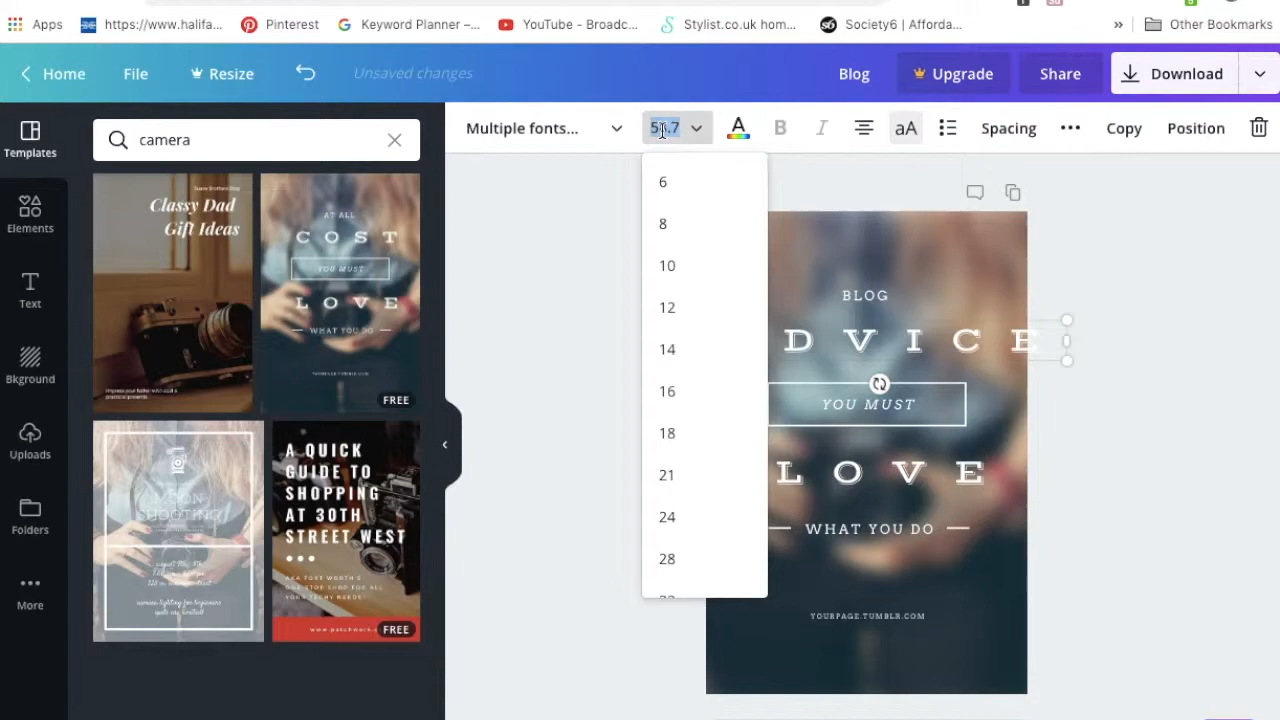 Apps https://www.halifa... Pinterest Keyword Planner –... YouTube - Broadc... Stylist.co.uk hom... Society6 | Afforda... » Other Bookmarks
Home File Resize Unsaved changes Blog Upgrade Share Download
Templates
Elements
Text
Bkground
Uploads
Folders
More
camera
Classy Dad
Gift Ideas
AT ALL
COST
YOU MUST
LOVE
WHAT YOU DO
FREE
A QUICK
GUIDE TO
SHOPPING
AT 30TH
STREET WEST
FREE
Multiple fonts... aA Spacing Copy Position
6
8
10
12
14
16
18
21
24
28
BLOG
DVICE
YOU MUST
LOVE
WHAT YOU DO
YOURPAGE.TUMBLR.COM